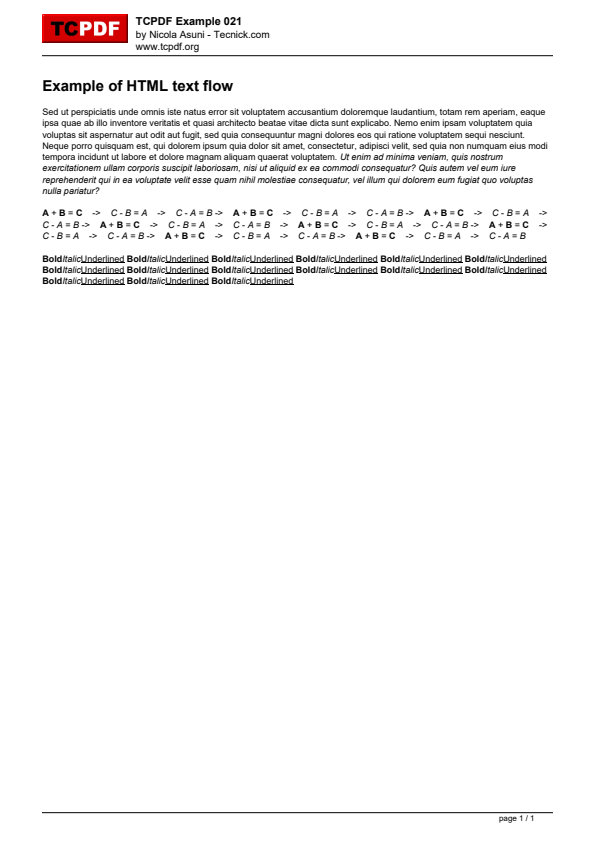 TCPDF
TCPDF Example 021
by Nicola Asuni - Tecnick.com
www.tcpdf.org
Example of HTML text flow
Sed ut perspiciatis unde omnis iste natus error sit voluptatem accusantium doloremque laudantium, totam rem aperiam, eaque
ipsa quae ab illo inventore veritatis et quasi architecto beatae vitae dicta sunt explicabo. Nemo enim ipsam voluptatem quia
voluptas sit aspernatur aut odit aut fugit, sed quia consequuntur magni dolores eos qui ratione voluptatem sequi nesciunt.
Neque porro quisquam est, qui dolorem ipsum quia dolor sit amet, consectetur, adipisci velit, sed quia non numquam eius modi
tempora incidunt ut labore et dolore magnam aliquam quaerat voluptatem. Ut enim ad minima veniam, quis nostrum
exercitationem ullam corporis suscipit laboriosam, nisi ut aliquid ex ea commodi consequatur? Quis autem vel eum iure
reprehenderit qui in ea voluptate velit esse quam nihil molestiae consequatur, vel illum qui dolorem eum fugiat quo voluptas
nulla pariatur?
A + B = C -> C - B = A -> C - A = B -> A + B = C -> C - B = A -> C - A = B -> A + B = C -> C - B = A ->
C - A = B -> A + B = C -> C - B = A -> C - A = B -> A + B = C -> C - B = A -> C - A = B -> A + B = C ->
C - B = A -> C - A = B -> A + B = C -> C - B = A -> C - A = B -> A + B = C -> C - B = A -> C - A = B
BoldItalicUnderlined BoldItalicUnderlined BoldItalicUnderlined BoldItalicUnderlined BoldItalicUnderlined BoldItalicUnderlined
BoldItalicUnderlined BoldItalicUnderlined BoldItalicUnderlined BoldItalicUnderlined BoldItalicUnderlined BoldItalicUnderlined
BoldItalicUnderlined BoldItalicUnderlined BoldItalicUnderlined
page 1 / 1